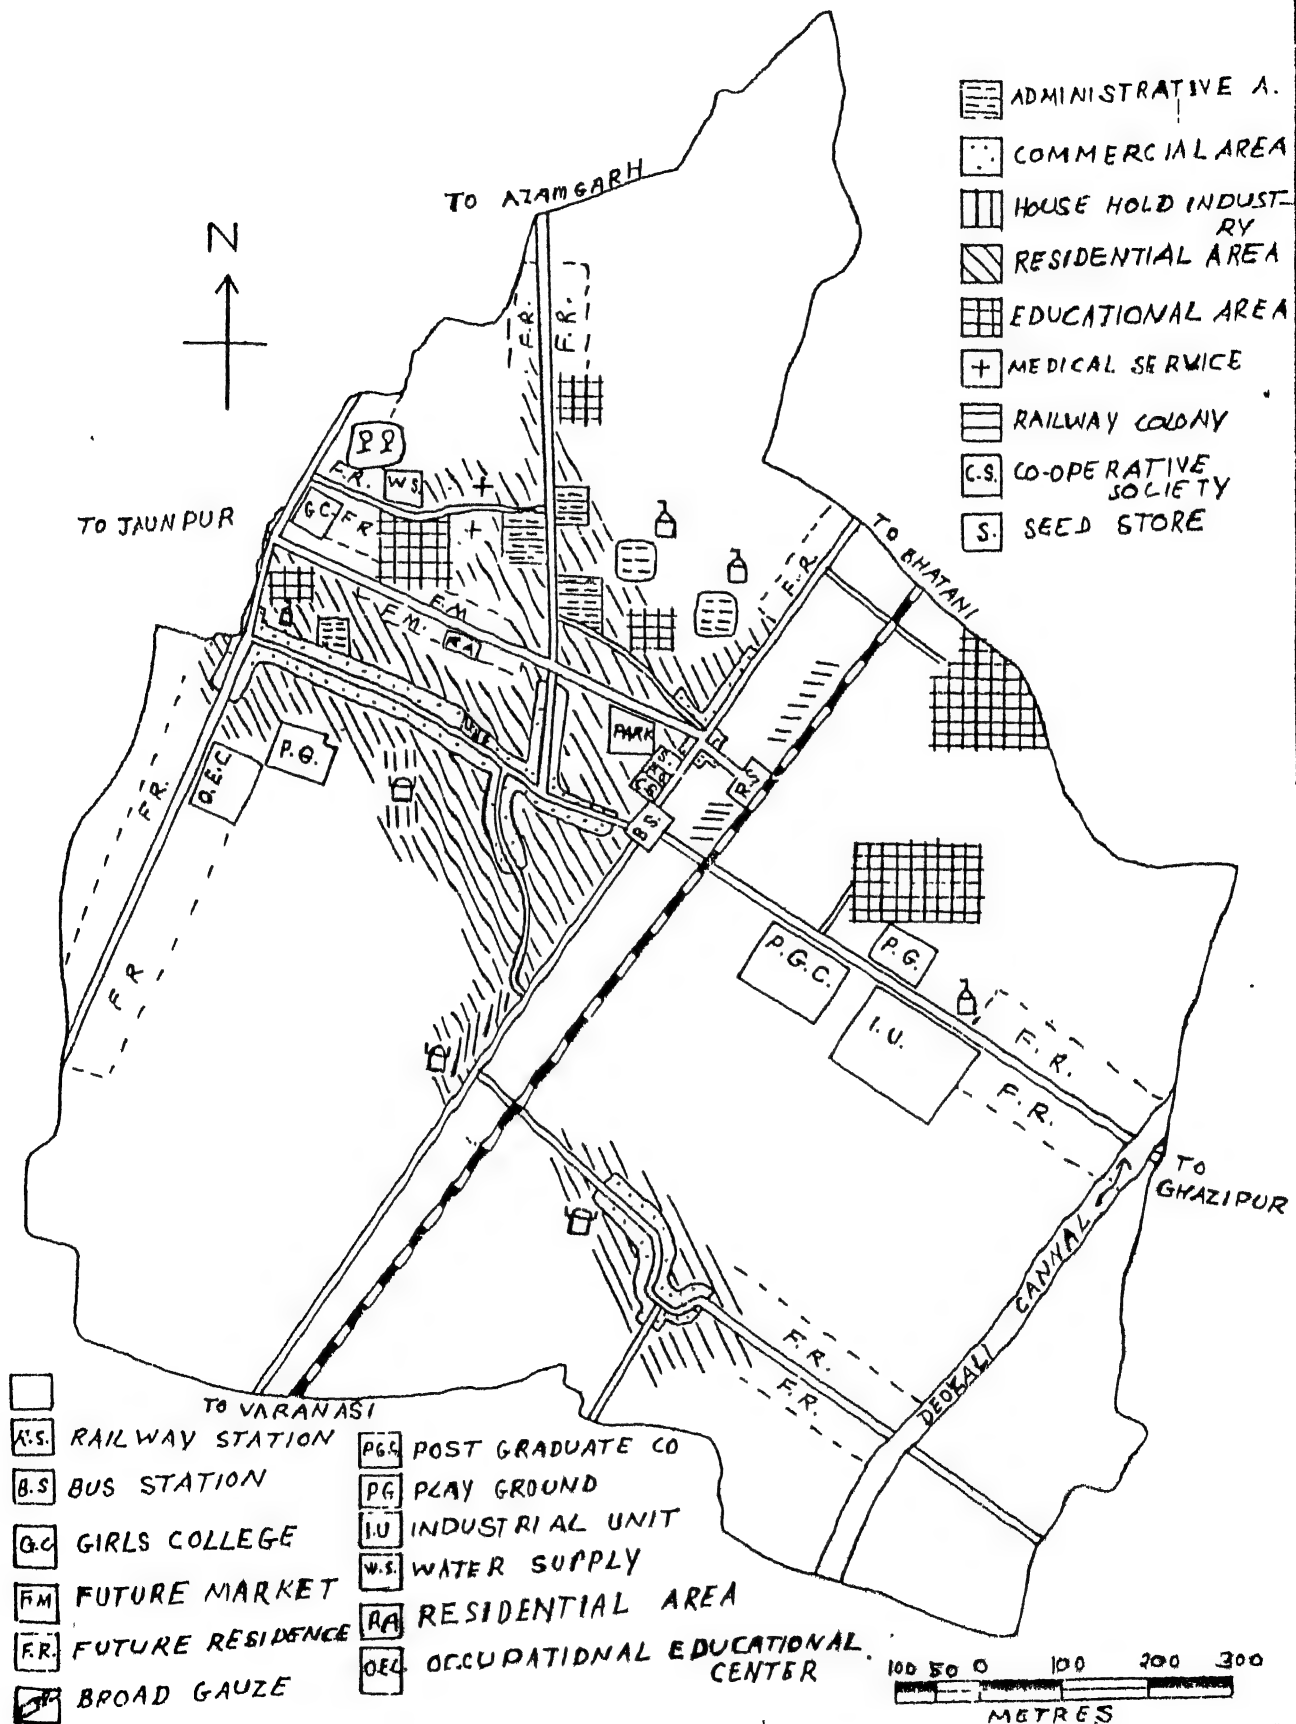 ADMINISTRATIVE A.
COMMERCIAL AREA
HOUSE HOLD INDUST-
RY
RESIDENTIAL AREA
EDUCATIONAL AREA
MEDICAL SERVICE
RAILWAY COLONY
C.S. CO-OPERATIVE
SOCIETY
S. SEED STORE
TO AZAMGARH
N
F.R.
F.R.
TO JAUNPUR
F.R.
W.S.
G.C.
F R
TO BHATANI
F.R.
F.M.
F.M.
R A
PARK
P.G.
O.E.C
F R.
F R
C.S.
S.
R.S.
B S.
P.G.C.
P.G.
I.U.
F.R.
F.R.
TO
GHAZIPUR
DEOKALI CANNAL
F.R.
F.R.
TO VARANASI
R.S. RAILWAY STATION
B.S BUS STATION
G.C GIRLS COLLEGE
F.M FUTURE MARKET
F.R. FUTURE RESIDENCE
BROAD GAUZE
P.G.C POST GRADUATE CO
PG PLAY GROUND
I.U INDUSTRIAL UNIT
W.S. WATER SUPPLY
RA RESIDENTIAL AREA
OEC. OCCUPATIONAL EDUCATIONAL.
CENTER
100 50 0 100 200 300
METRES